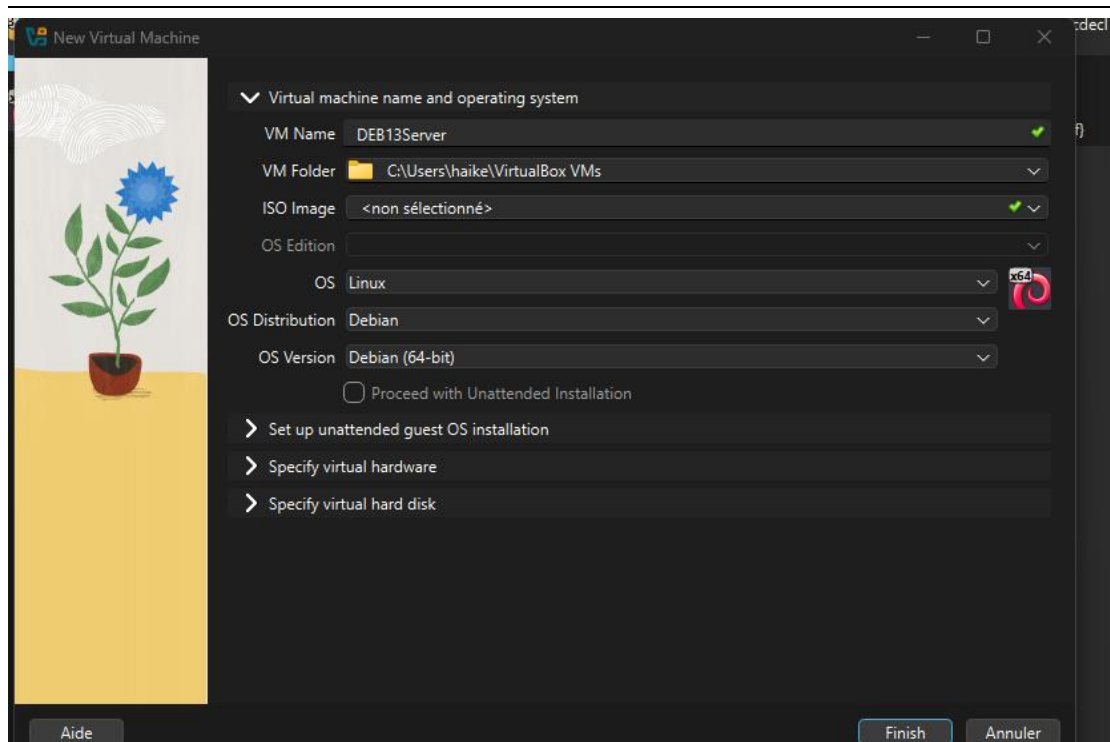 cdecl
New Virtual Machine
Virtual machine name and operating system
f)
VM Name DEB13Server
VM Folder C:\Users\haike\VirtualBox VMs
ISO Image <non sélectionné>
OS Edition
OS Linux
x64
OS Distribution Debian
OS Version Debian (64-bit)
Proceed with Unattended Installation
Set up unattended guest OS installation
Specify virtual hardware
Specify virtual hard disk
Aide Finish Annuler